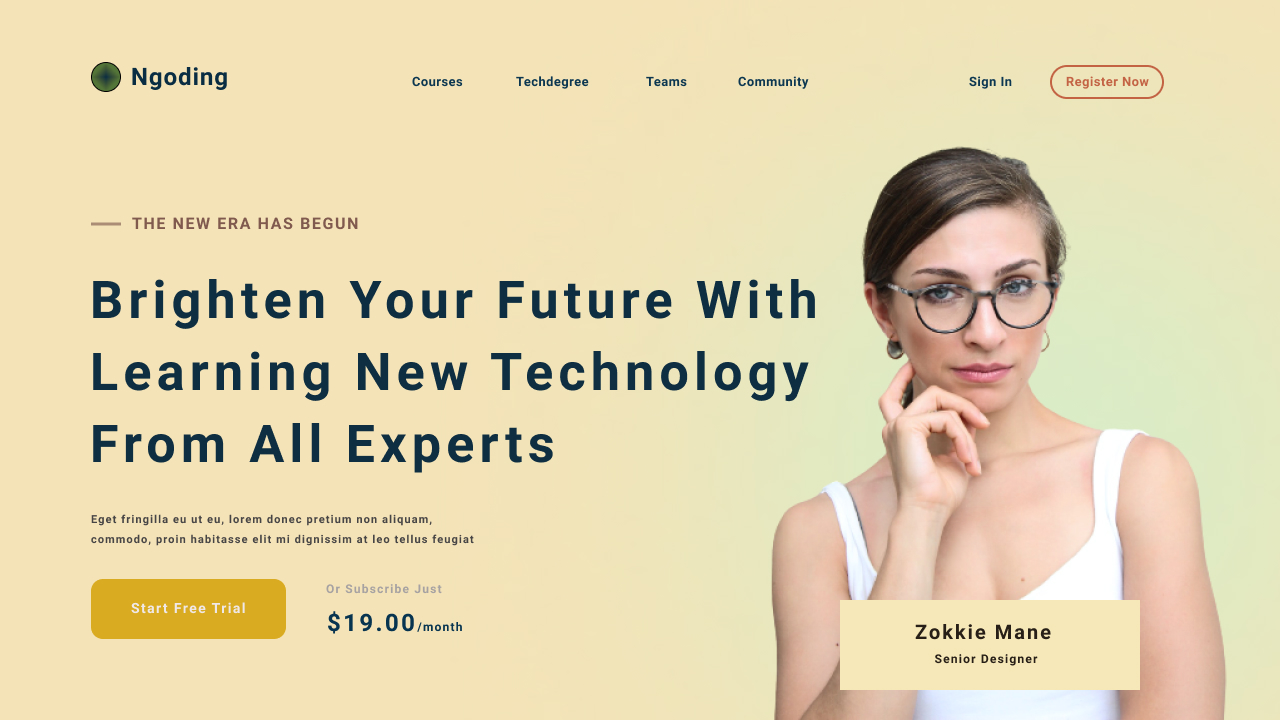 Ngoding
Courses
Techdegree
Teams
Community
Sign In
Register Now
THE NEW ERA HAS BEGUN
Brighten Your Future With
Learning New Technology
From All Experts
Eget fringilla eu ut eu, lorem donec pretium non aliquam,
commodo, proin habitasse elit mi dignissim at leo tellus feugiat
Start Free Trial
Or Subscribe Just
$19.00/month
Zokkie Mane
Senior Designer